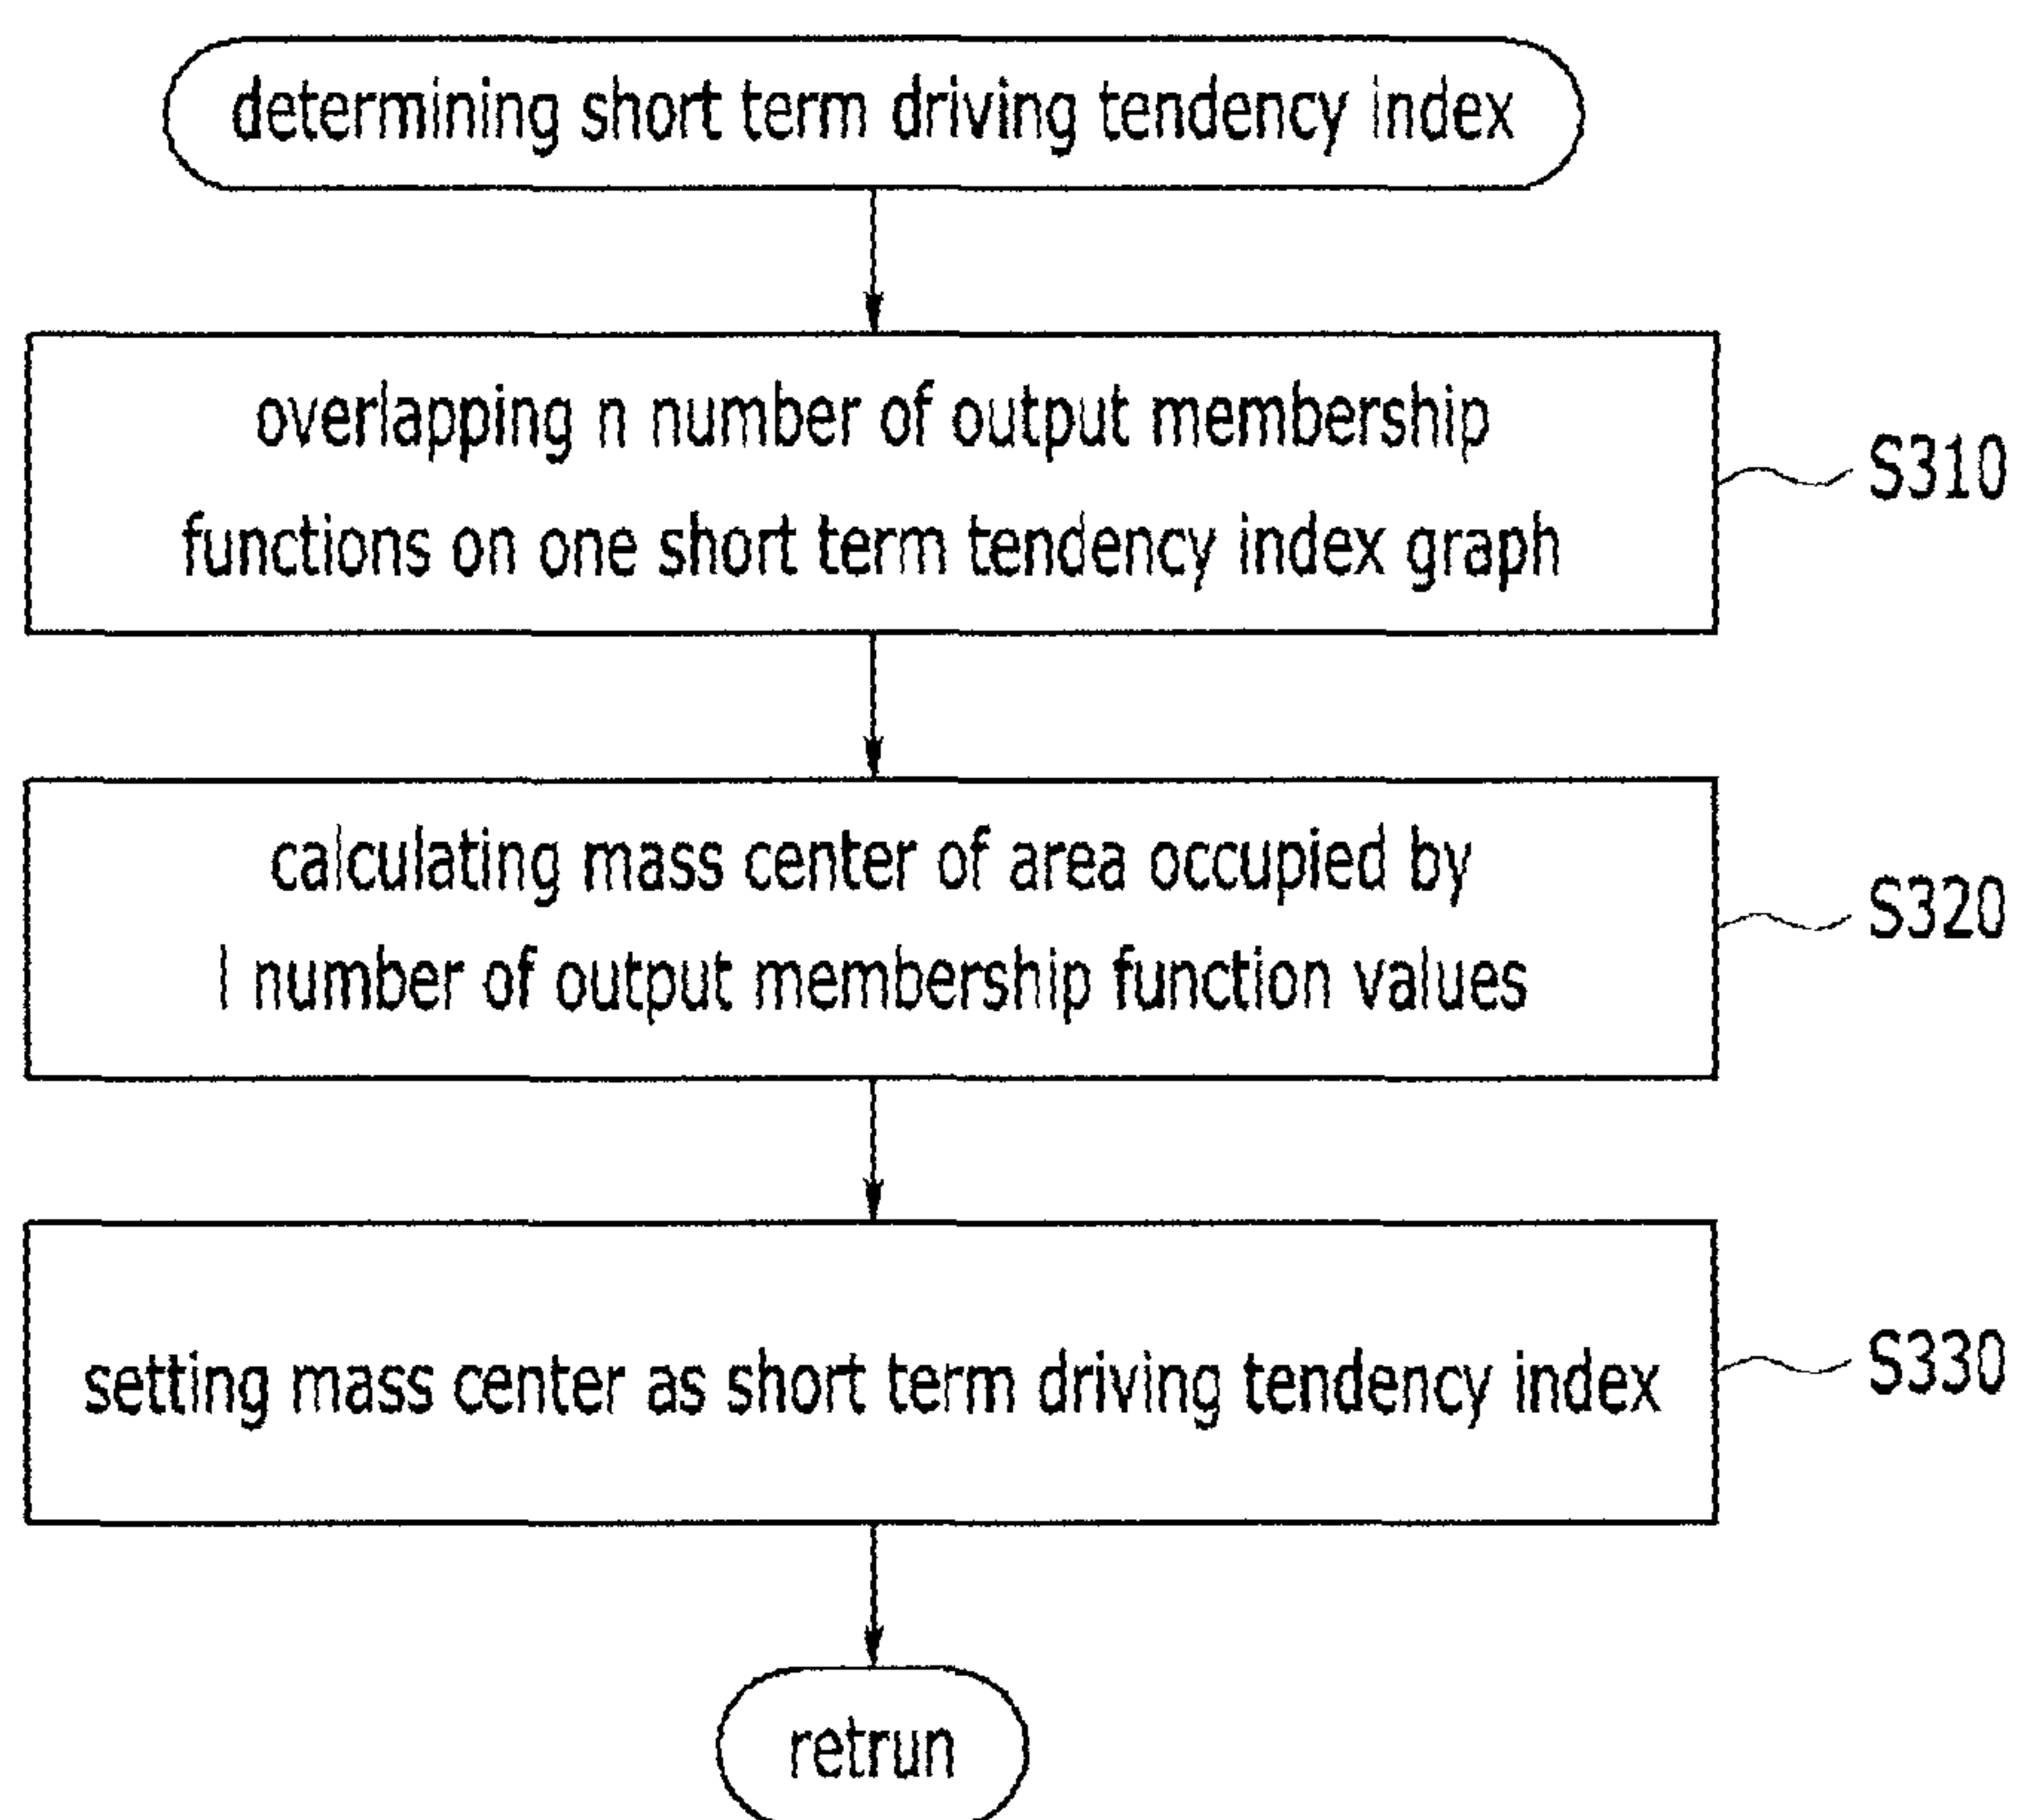 determining short term driving tendency index
overlapping n number of output membership
functions on one short term tendency index graph
S310
calculating mass center of area occupied by
l number of output membership function values
S320
setting mass center as short term driving tendency index
S330
retrun